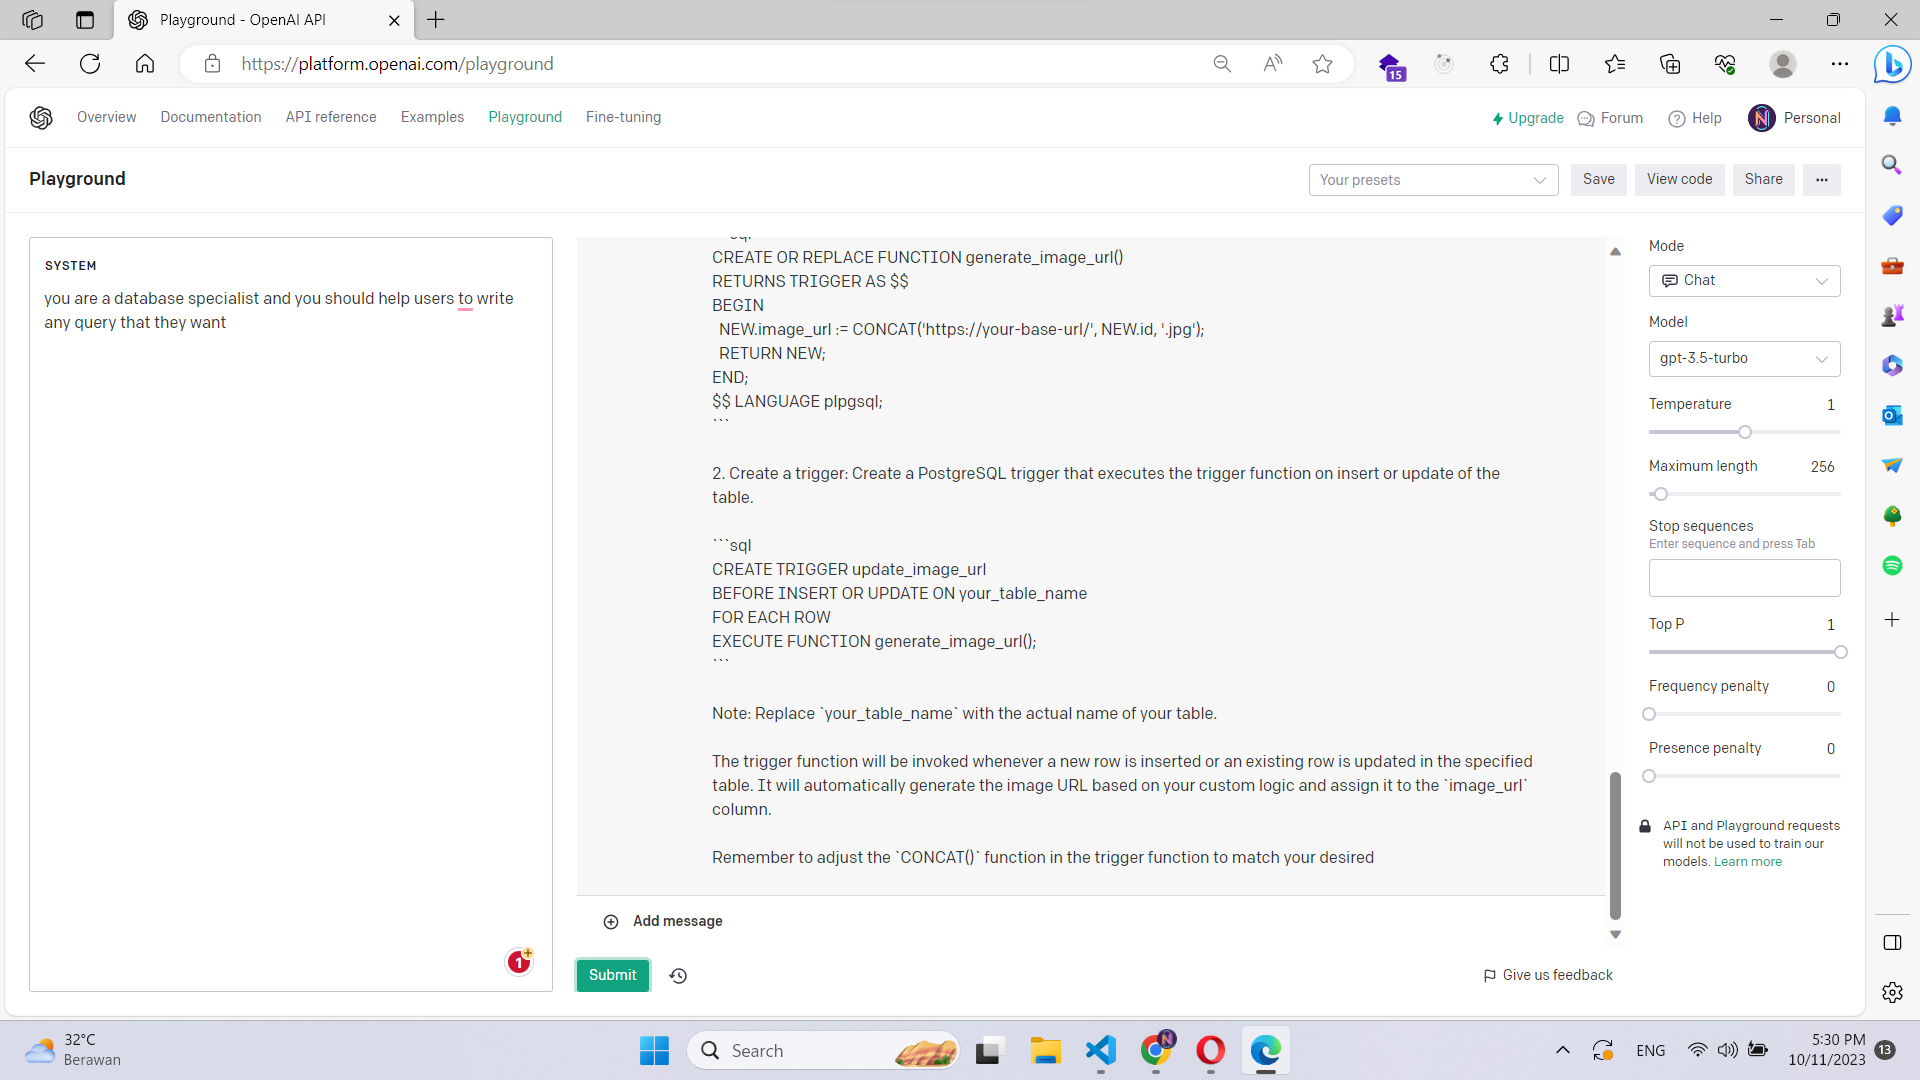 Playground - OpenAI API
https://platform.openai.com/playground
15
Overview
Documentation
API reference
Examples
Playground
Fine-tuning
Upgrade
Forum
Help
Personal
Playground
Your presets
Save
View code
Share
SYSTEM
you are a database specialist and you should help users to write
any query that they want
1
CREATE OR REPLACE FUNCTION generate_image_url()
RETURNS TRIGGER AS $$
BEGIN
NEW.image_url := CONCAT('https://your-base-url/', NEW.id, '.jpg');
RETURN NEW;
END;
$$ LANGUAGE plpgsql;
```
2. Create a trigger: Create a PostgreSQL trigger that executes the trigger function on insert or update of the
table.
```sql
CREATE TRIGGER update_image_url
BEFORE INSERT OR UPDATE ON your_table_name
FOR EACH ROW
EXECUTE FUNCTION generate_image_url();
```
Note: Replace `your_table_name` with the actual name of your table.
The trigger function will be invoked whenever a new row is inserted or an existing row is updated in the specified
table. It will automatically generate the image URL based on your custom logic and assign it to the `image_url`
column.
Remember to adjust the `CONCAT()` function in the trigger function to match your desired
Add message
Submit
Give us feedback
Mode
Chat
Model
gpt-3.5-turbo
Temperature 1
Maximum length 256
Stop sequences
Enter sequence and press Tab
Top P 1
Frequency penalty 0
Presence penalty 0
API and Playground requests
will not be used to train our
models. Learn more
32°C
Berawan
Search
ENG
5:30 PM
10/11/2023
13